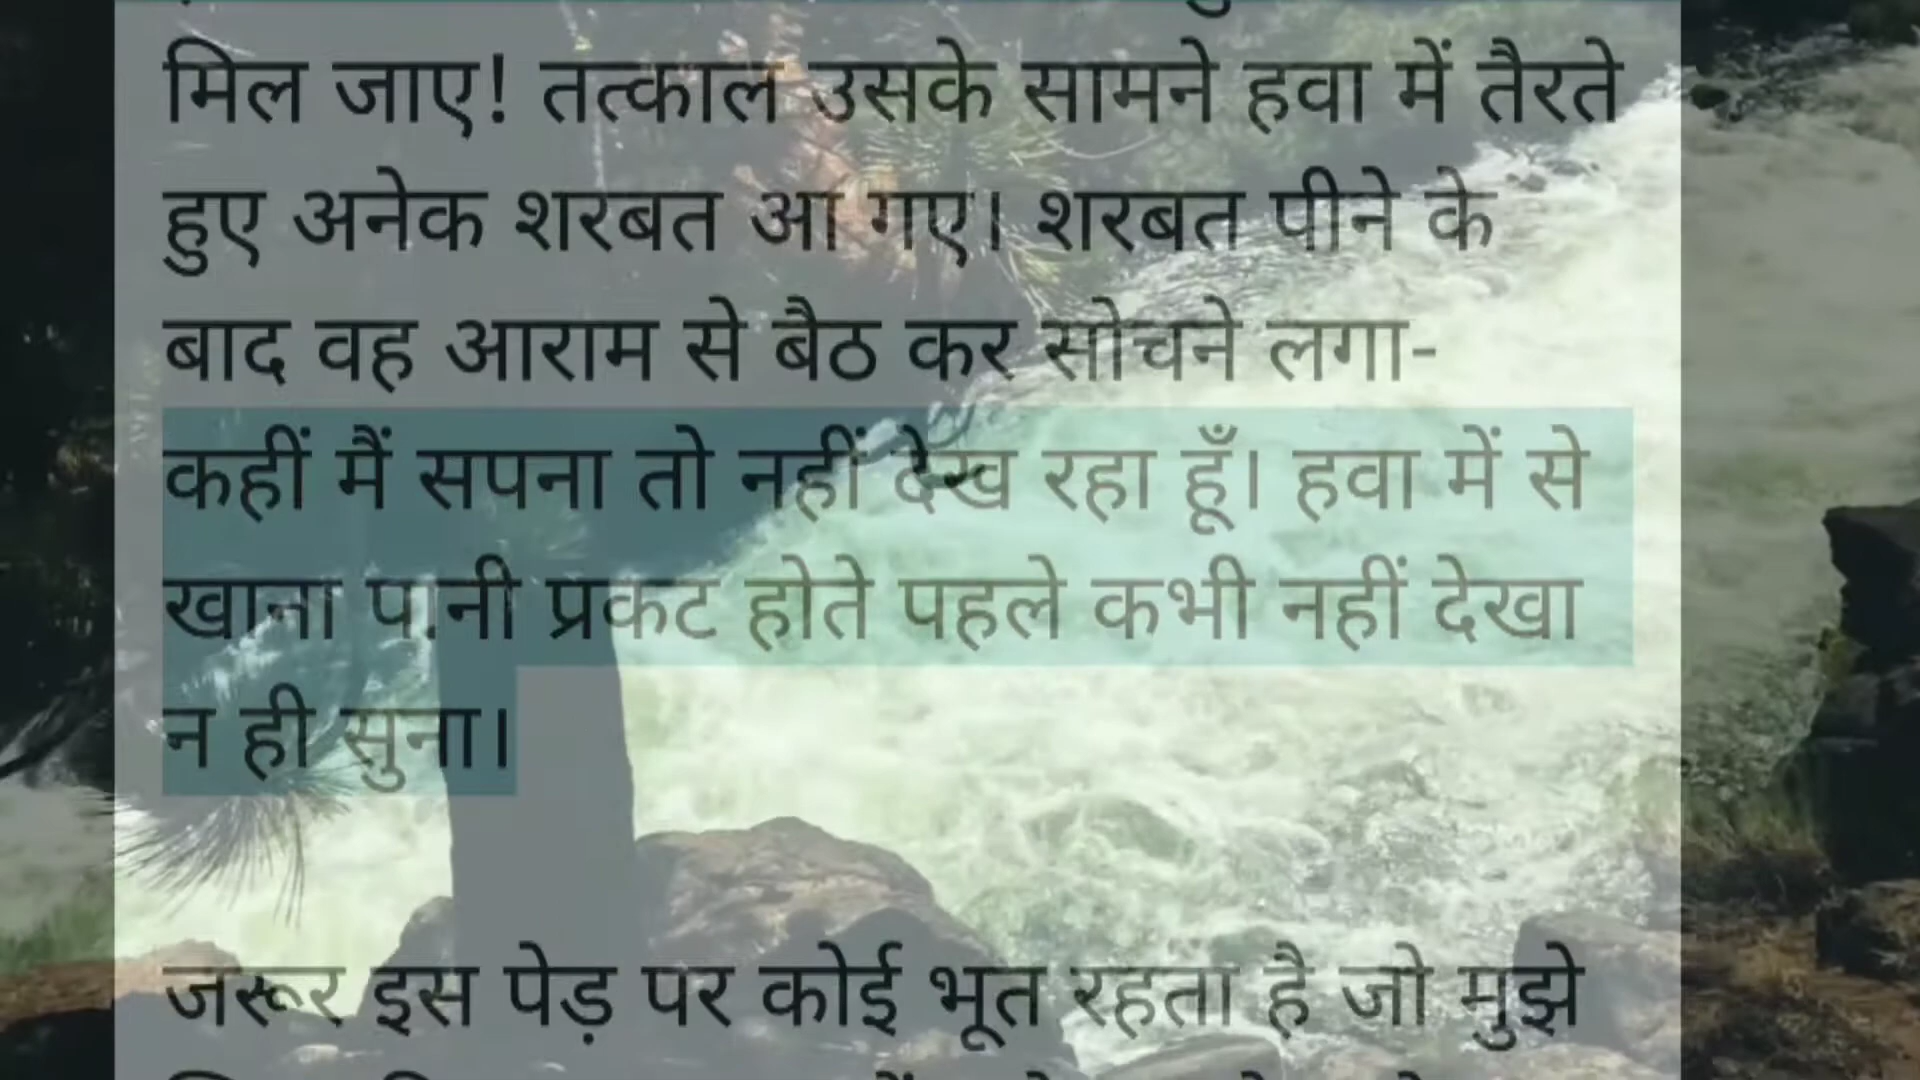 मिल जाए! तत्काल उसके सामने हवा में तैरते
हुए अनेक शरबत आ गए। शरबत पीने के
बाद वह आराम से बैठ कर सोचने लगा-
कहीं मैं सपना तो नहीं देख रहा हूँ। हवा में से
खाना पानी प्रकट होते पहले कभी नहीं देखा
न ही सुना।
जरूर इस पेड़ पर कोई भूत रहता है जो मुझे